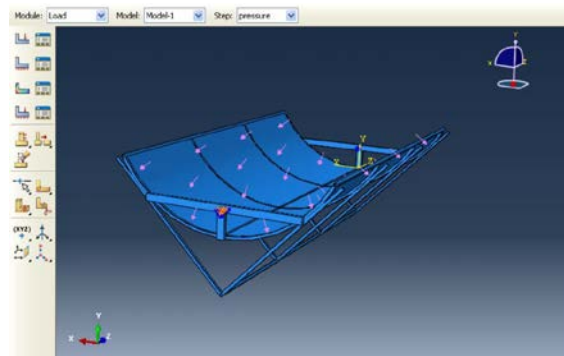 Module: Load Model: Model-1 Step: pressure
Y
X Z
(XYZ)
Y
Z
Y
X Z